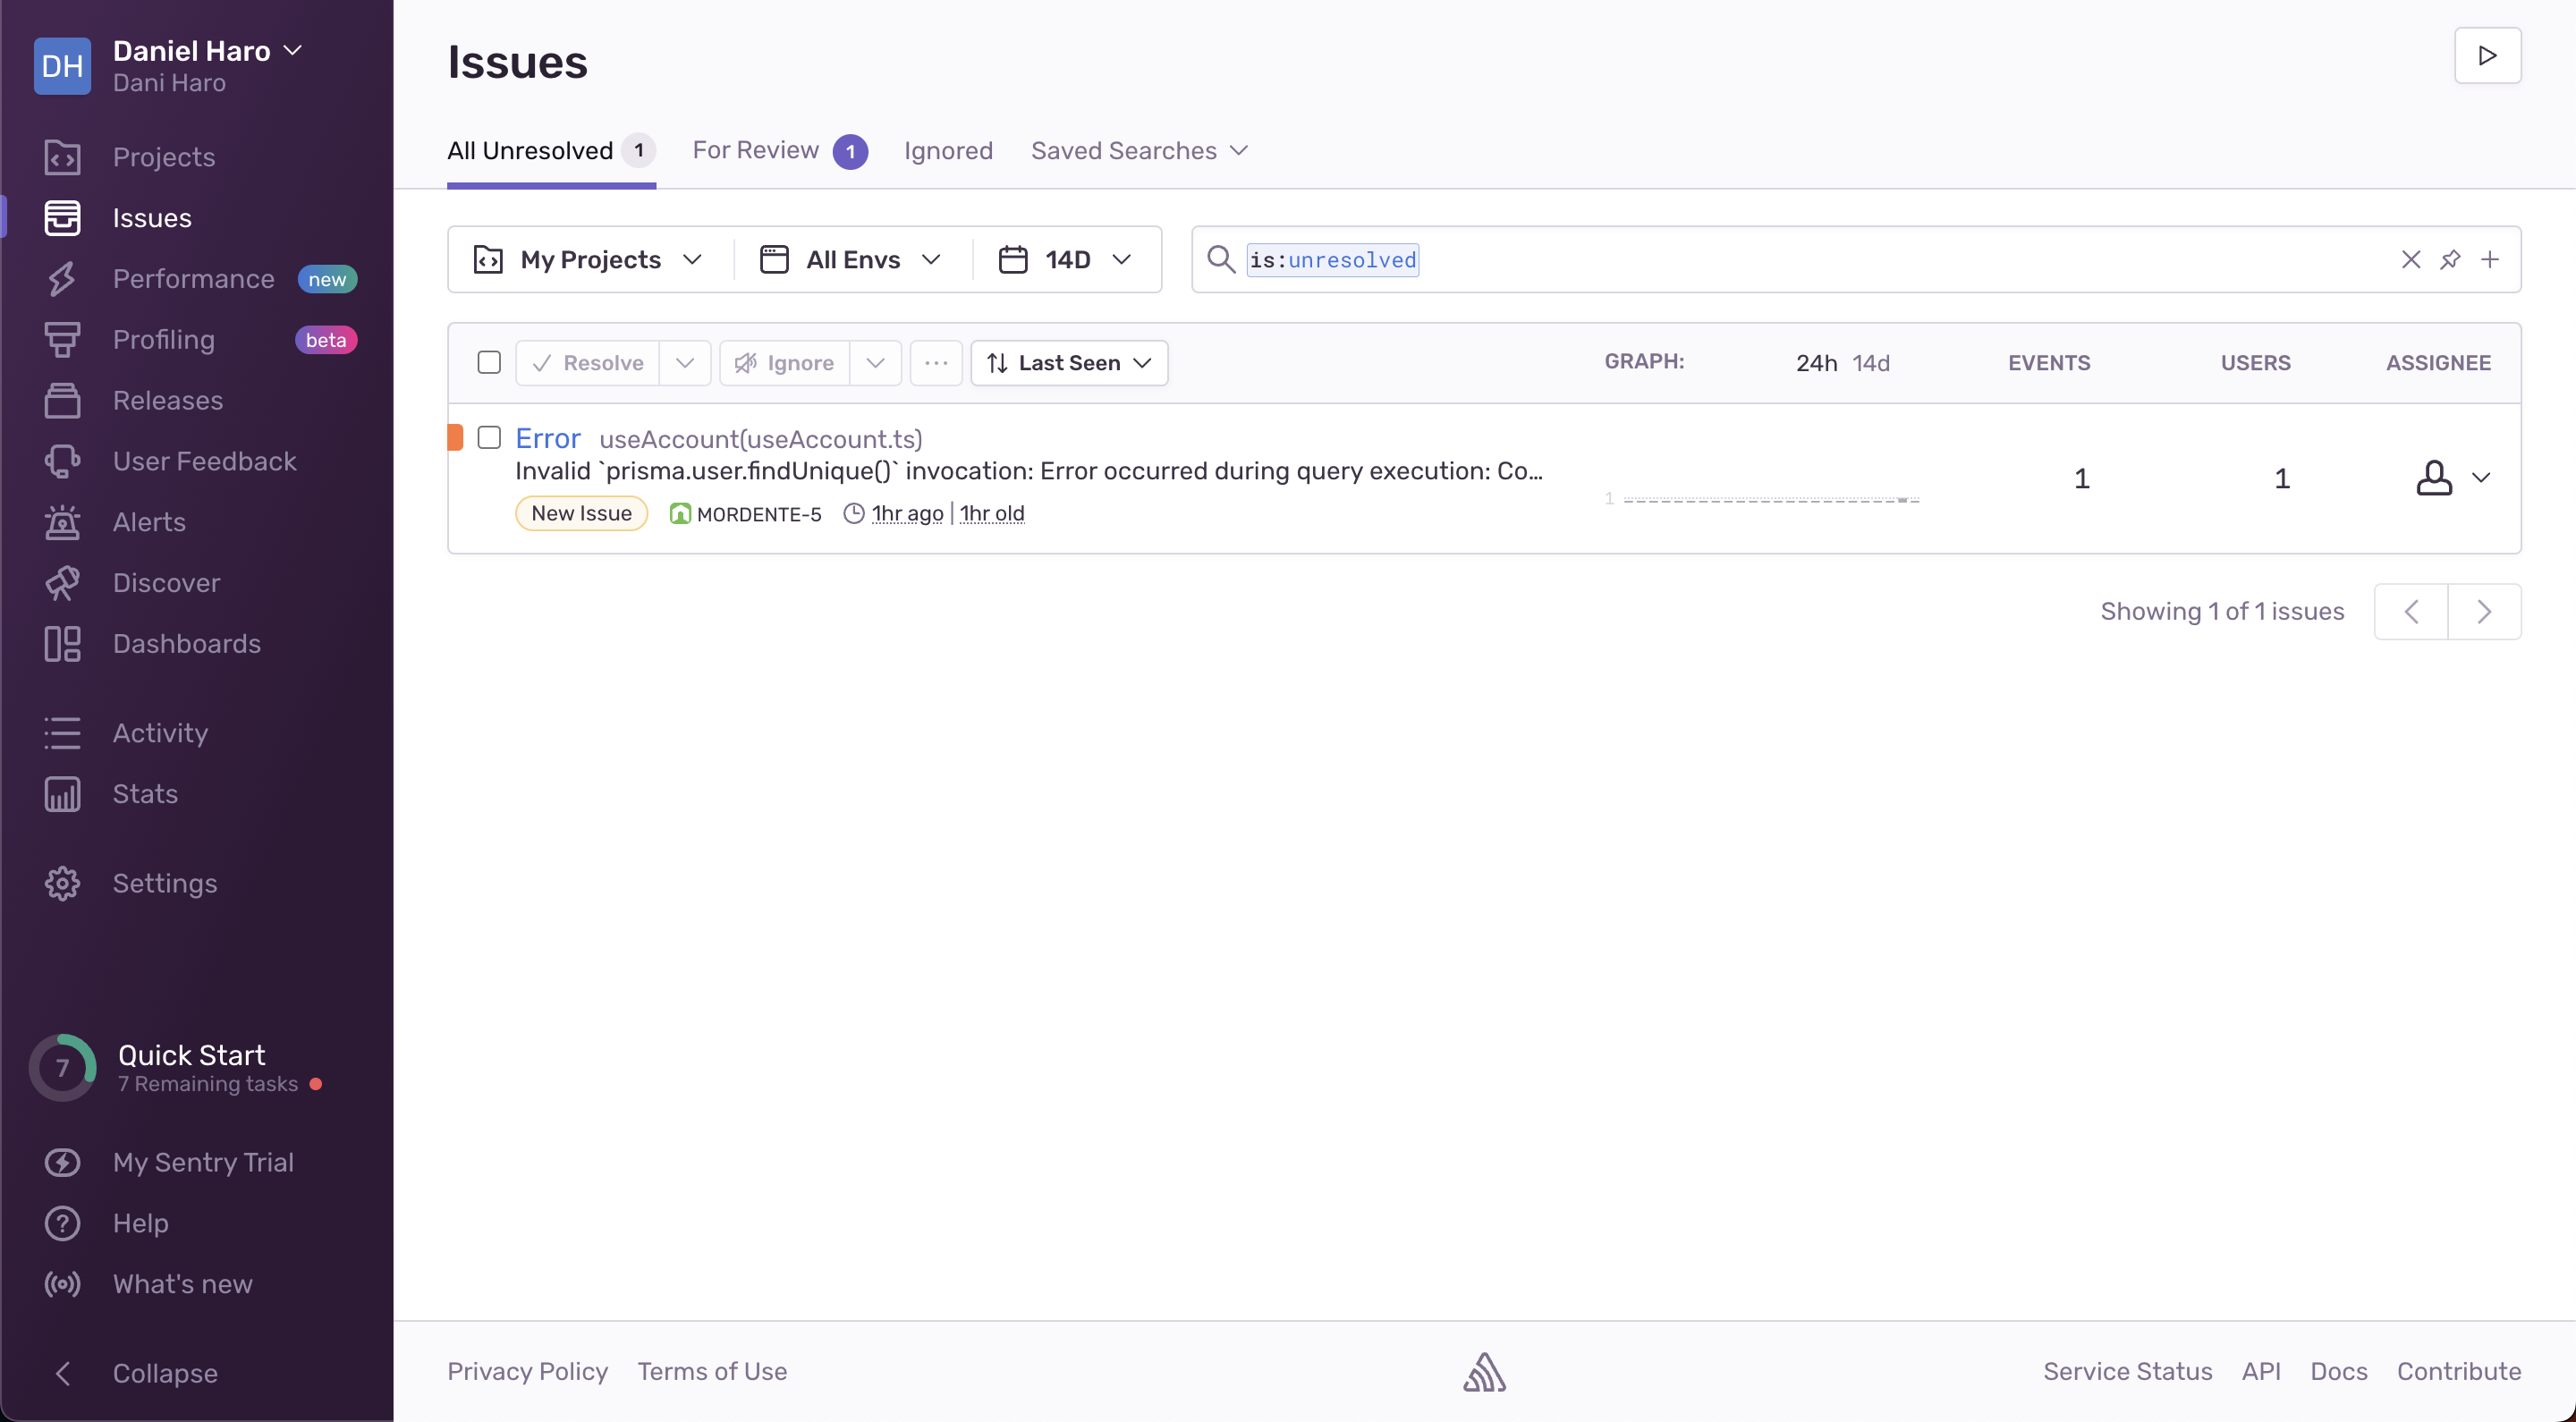 DH
Daniel Haro
Dani Haro
Projects
Issues
Performance new
Profiling beta
Releases
User Feedback
Alerts
Discover
Dashboards
Activity
Stats
Settings
7
Quick Start
7 Remaining tasks
My Sentry Trial
Help
What's new
Collapse
Issues
All Unresolved 1 For Review 1 Ignored Saved Searches
My Projects All Envs 14D is:unresolved
Resolve Ignore Last Seen GRAPH: 24h 14d EVENTS USERS ASSIGNEE
Error useAccount(useAccount.ts)
Invalid `prisma.user.findUnique()` invocation: Error occurred during query execution: Co…
1 1 1
New Issue MORDENTE-5 1hr ago | 1hr old
Showing 1 of 1 issues
Privacy Policy Terms of Use Service Status API Docs Contribute